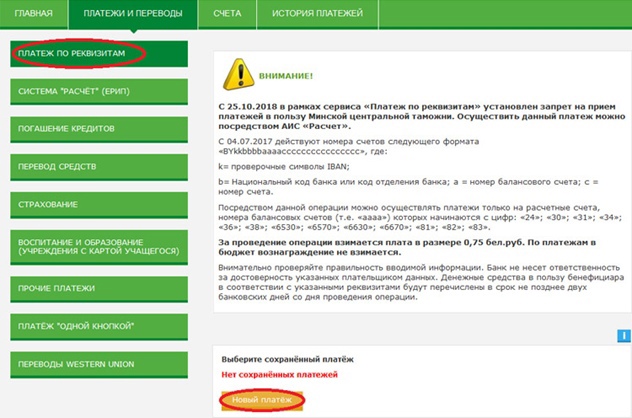 ГЛАВНАЯ
ПЛАТЕЖИ И ПЕРЕВОДЫ
СЧЕТА
ИСТОРИЯ ПЛАТЕЖЕЙ
ПЛАТЕЖ ПО РЕКВИЗИТАМ
СИСТЕМА "РАСЧЁТ" (ЕРИП)
ПОГАШЕНИЕ КРЕДИТОВ
ПЕРЕВОД СРЕДСТВ
СТРАХОВАНИЕ
ВОСПИТАНИЕ И ОБРАЗОВАНИЕ
(УЧРЕЖДЕНИЯ С КАРТОЙ УЧАЩЕГОСЯ)
ПРОЧИЕ ПЛАТЕЖИ
ПЛАТЁЖ "ОДНОЙ КНОПКОЙ"
ПЕРЕВОДЫ WESTERN UNION
ВНИМАНИЕ!
С 25.10.2018 в рамках сервиса «Платеж по реквизитам» установлен запрет на прием
платежей в пользу Минской центральной таможни. Осуществить данный платеж можно
посредством АИС «Расчет».
С 04.07.2017 действуют номера счетов следующего формата
«BYkkbbbbaaaacccccccccccccccc», где:
k= проверочные символы IBAN;
b= Национальный код банка или код отделения банка; а = номер балансового счета; с =
номер счета.
Посредством данной операции можно осуществлять платежи только на расчетные счета,
номера балансовых счетов (т.е. «аааа») которых начинаются с цифр: «24»; «30»; «31»; «34»;
«36»; «38»; «6530»; «6570»; «6630»; «6670»; «81»; «82»; «83».
За проведение операции взимается плата в размере 0,75 бел.руб. По платежам в
бюджет вознаграждение не взимается.
Внимательно проверяйте правильность вводимой информации. Банк не несет ответственность
за достоверность указанных плательщиком данных. Денежные средства в пользу бенефициара
в соответствии с указанными реквизитами будут перечислены в срок не позднее двух
банковских дней со дня проведения операции.
i
Выберите сохранённый платёж
Нет сохранённых платежей
Новый платёж